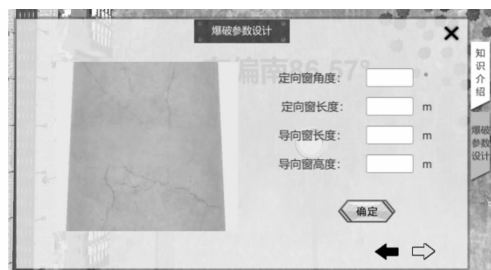 爆破参数设计
偏南86.57°
定向窗角度： °
定向窗长度： m
导向窗长度： m
导向窗高度： m
确定
知识介绍
爆破参数设计